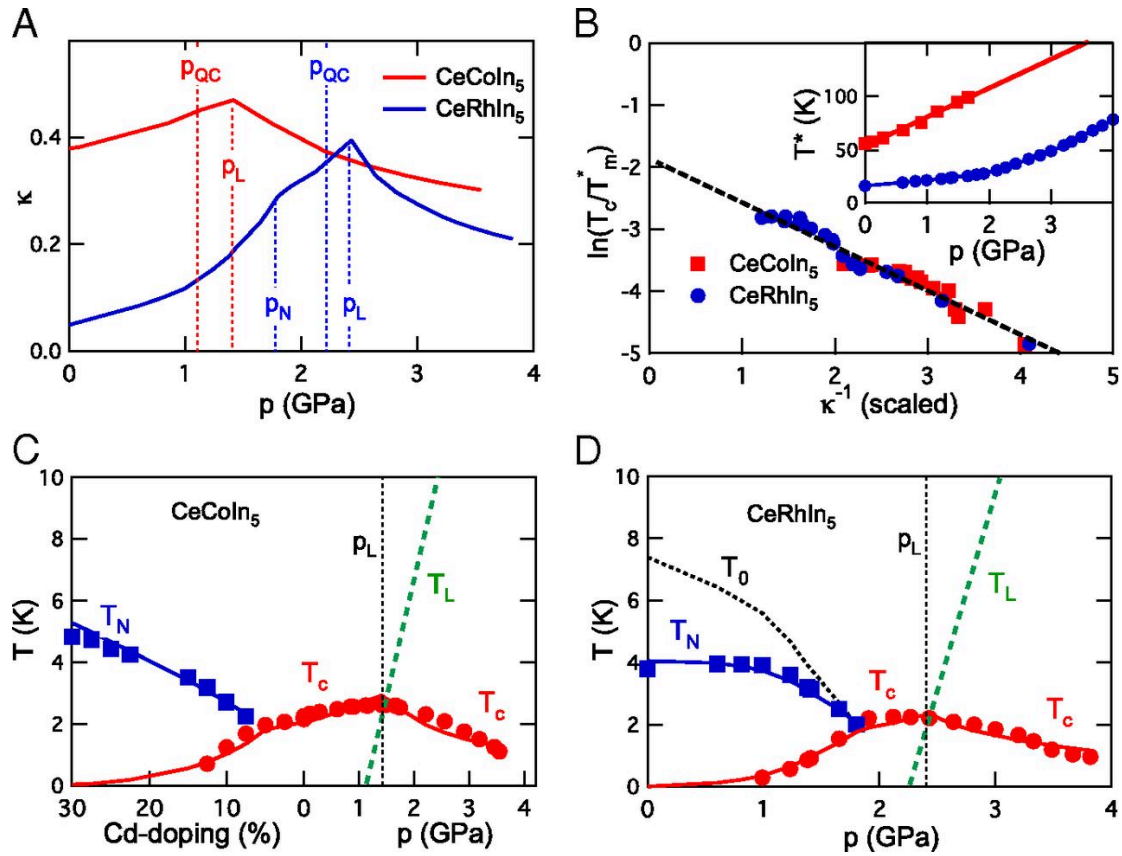 A
p_QC p_QC
CeCoIn₅
CeRhIn₅
p_L
p_N p_L
κ
0.4
0.2
0.0
0 1 2 3 4
p (GPa)
B
0
-1
-2
-3
-4
-5
ln(T_c/T*_m)
100
50
0
T* (K)
0 1 2 3
p (GPa)
CeCoIn₅
CeRhIn₅
0 1 2 3 4 5
κ⁻¹ (scaled)
C
10
8
6
4
2
0
T (K)
CeCoIn₅
p_L
T_L
T_N
T_c
T_c
30 20 10 0 1 2 3 4
Cd-doping (%) p (GPa)
D
10
8
6
4
2
0
T (K)
CeRhIn₅
p_L
T_0
T_L
T_N
T_c
T_c
0 1 2 3 4
p (GPa)